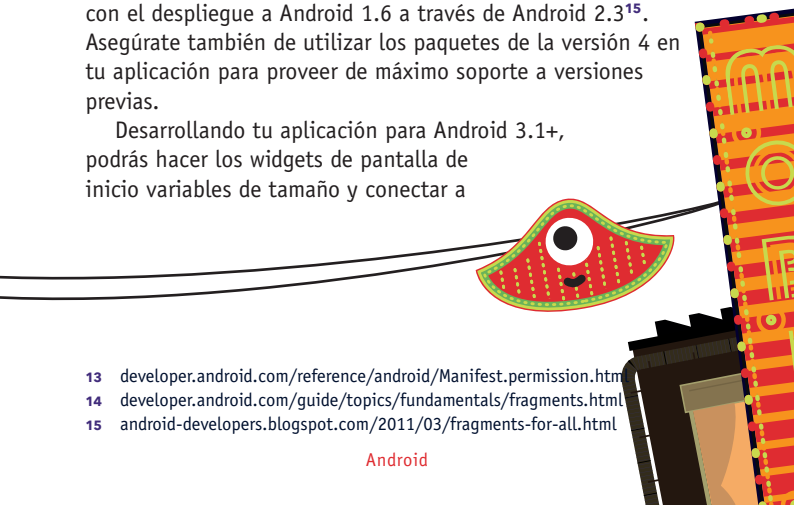 con el despliegue a Android 1.6 a través de Android 2.3¹⁵.
Asegúrate también de utilizar los paquetes de la versión 4 en
tu aplicación para proveer de máximo soporte a versiones
previas.
Desarrollando tu aplicación para Android 3.1+,
podrás hacer los widgets de pantalla de
inicio variables de tamaño y conectar a
13 developer.android.com/reference/android/Manifest.permission.html
14 developer.android.com/guide/topics/fundamentals/fragments.html
15 android-developers.blogspot.com/2011/03/fragments-for-all.html
Android